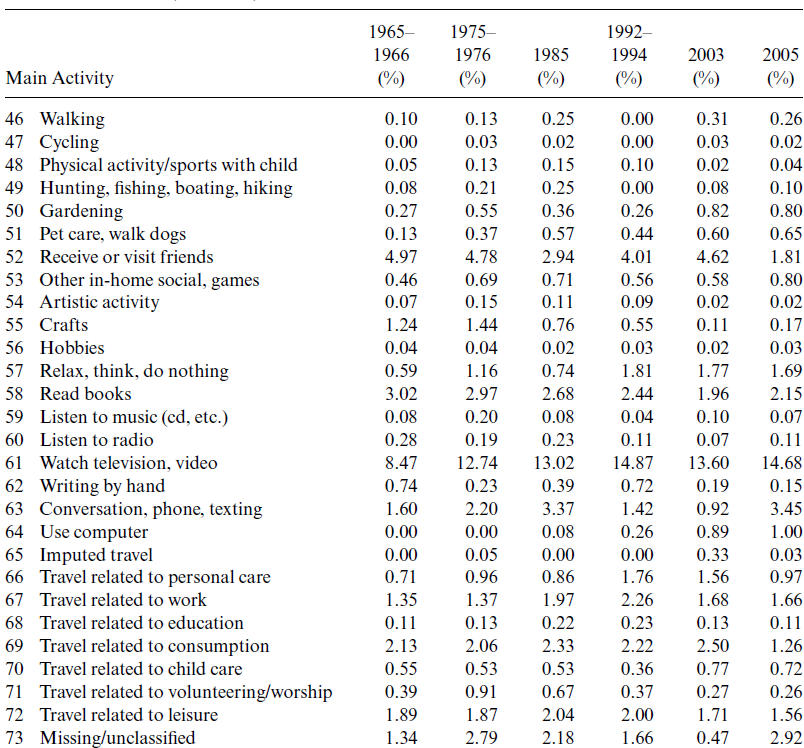 1965– 1975– 1992–
1966 1976 1985 1994 2003 2005
Main Activity (%) (%) (%) (%) (%) (%)
46 Walking 0.10 0.13 0.25 0.00 0.31 0.26
47 Cycling 0.00 0.03 0.02 0.00 0.03 0.02
48 Physical activity/sports with child 0.05 0.13 0.15 0.10 0.02 0.04
49 Hunting, fishing, boating, hiking 0.08 0.21 0.25 0.00 0.08 0.10
50 Gardening 0.27 0.55 0.36 0.26 0.82 0.80
51 Pet care, walk dogs 0.13 0.37 0.57 0.44 0.60 0.65
52 Receive or visit friends 4.97 4.78 2.94 4.01 4.62 1.81
53 Other in-home social, games 0.46 0.69 0.71 0.56 0.58 0.80
54 Artistic activity 0.07 0.15 0.11 0.09 0.02 0.02
55 Crafts 1.24 1.44 0.76 0.55 0.11 0.17
56 Hobbies 0.04 0.04 0.02 0.03 0.02 0.03
57 Relax, think, do nothing 0.59 1.16 0.74 1.81 1.77 1.69
58 Read books 3.02 2.97 2.68 2.44 1.96 2.15
59 Listen to music (cd, etc.) 0.08 0.20 0.08 0.04 0.10 0.07
60 Listen to radio 0.28 0.19 0.23 0.11 0.07 0.11
61 Watch television, video 8.47 12.74 13.02 14.87 13.60 14.68
62 Writing by hand 0.74 0.23 0.39 0.72 0.19 0.15
63 Conversation, phone, texting 1.60 2.20 3.37 1.42 0.92 3.45
64 Use computer 0.00 0.00 0.08 0.26 0.89 1.00
65 Imputed travel 0.00 0.05 0.00 0.00 0.33 0.03
66 Travel related to personal care 0.71 0.96 0.86 1.76 1.56 0.97
67 Travel related to work 1.35 1.37 1.97 2.26 1.68 1.66
68 Travel related to education 0.11 0.13 0.22 0.23 0.13 0.11
69 Travel related to consumption 2.13 2.06 2.33 2.22 2.50 1.26
70 Travel related to child care 0.55 0.53 0.53 0.36 0.77 0.72
71 Travel related to volunteering/worship 0.39 0.91 0.67 0.37 0.27 0.26
72 Travel related to leisure 1.89 1.87 2.04 2.00 1.71 1.56
73 Missing/unclassified 1.34 2.79 2.18 1.66 0.47 2.92